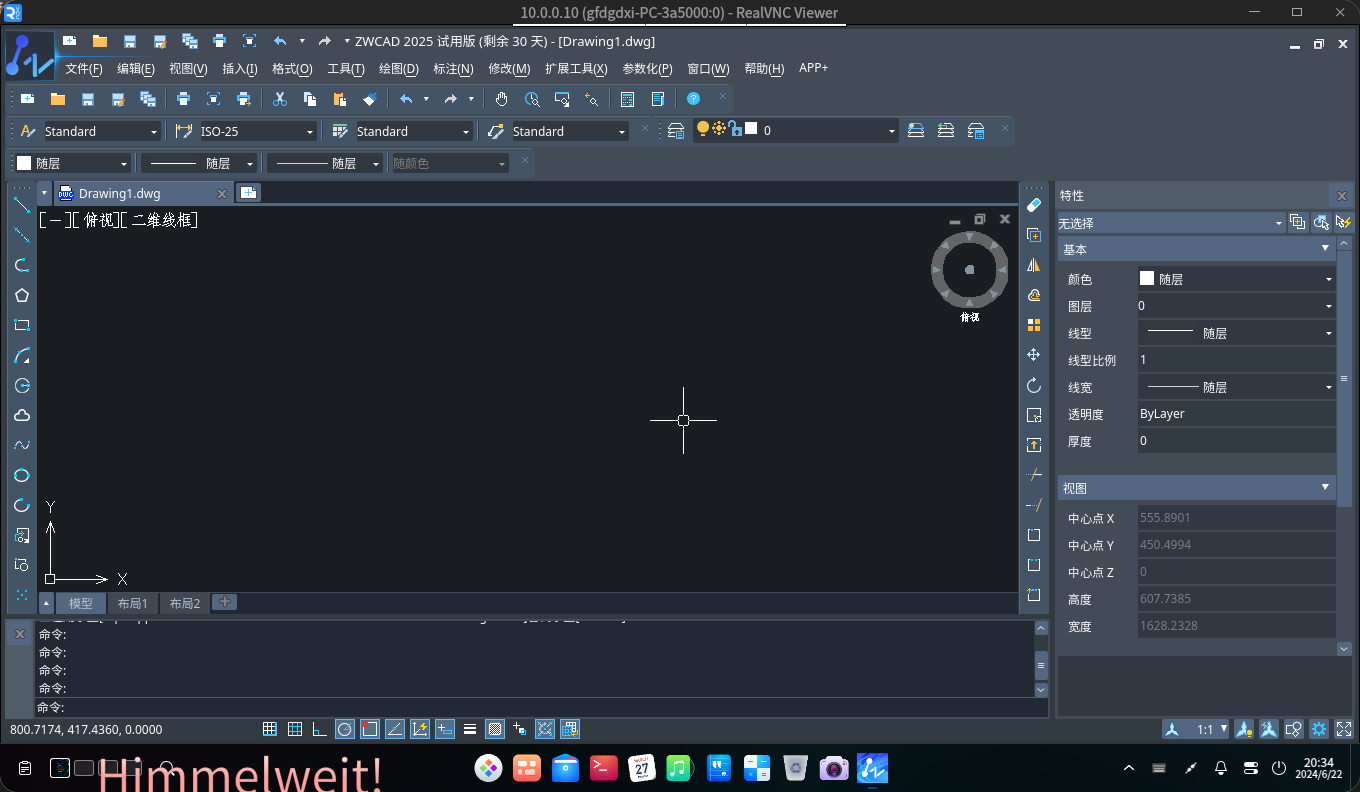 10.0.0.10 (gfdgdxi-PC-3a5000:0) - RealVNC Viewer
ZWCAD 2025 试用版 (剩余 30 天) - [Drawing1.dwg]
文件(F) 编辑(E) 视图(V) 插入(I) 格式(O) 工具(T) 绘图(D) 标注(N) 修改(M) 扩展工具(X) 参数化(P) 窗口(W) 帮助(H) APP+
Standard ISO-25 Standard Standard 0
随层 随层 随层 随颜色
Drawing1.dwg
[一][俯视][二维线框]
俯视
Y
X
模型 布局1 布局2
特性
无选择
基本
颜色 随层
图层 0
线型 随层
线型比例 1
线宽 随层
透明度 ByLayer
厚度 0
视图
中心点 X 555.8901
中心点 Y 450.4994
中心点 Z 0
高度 607.7385
宽度 1628.2328
命令:
命令:
命令:
命令:
命令:
800.7174, 417.4360, 0.0000
1:1
Himmelweit!
27
20:34
2024/6/22